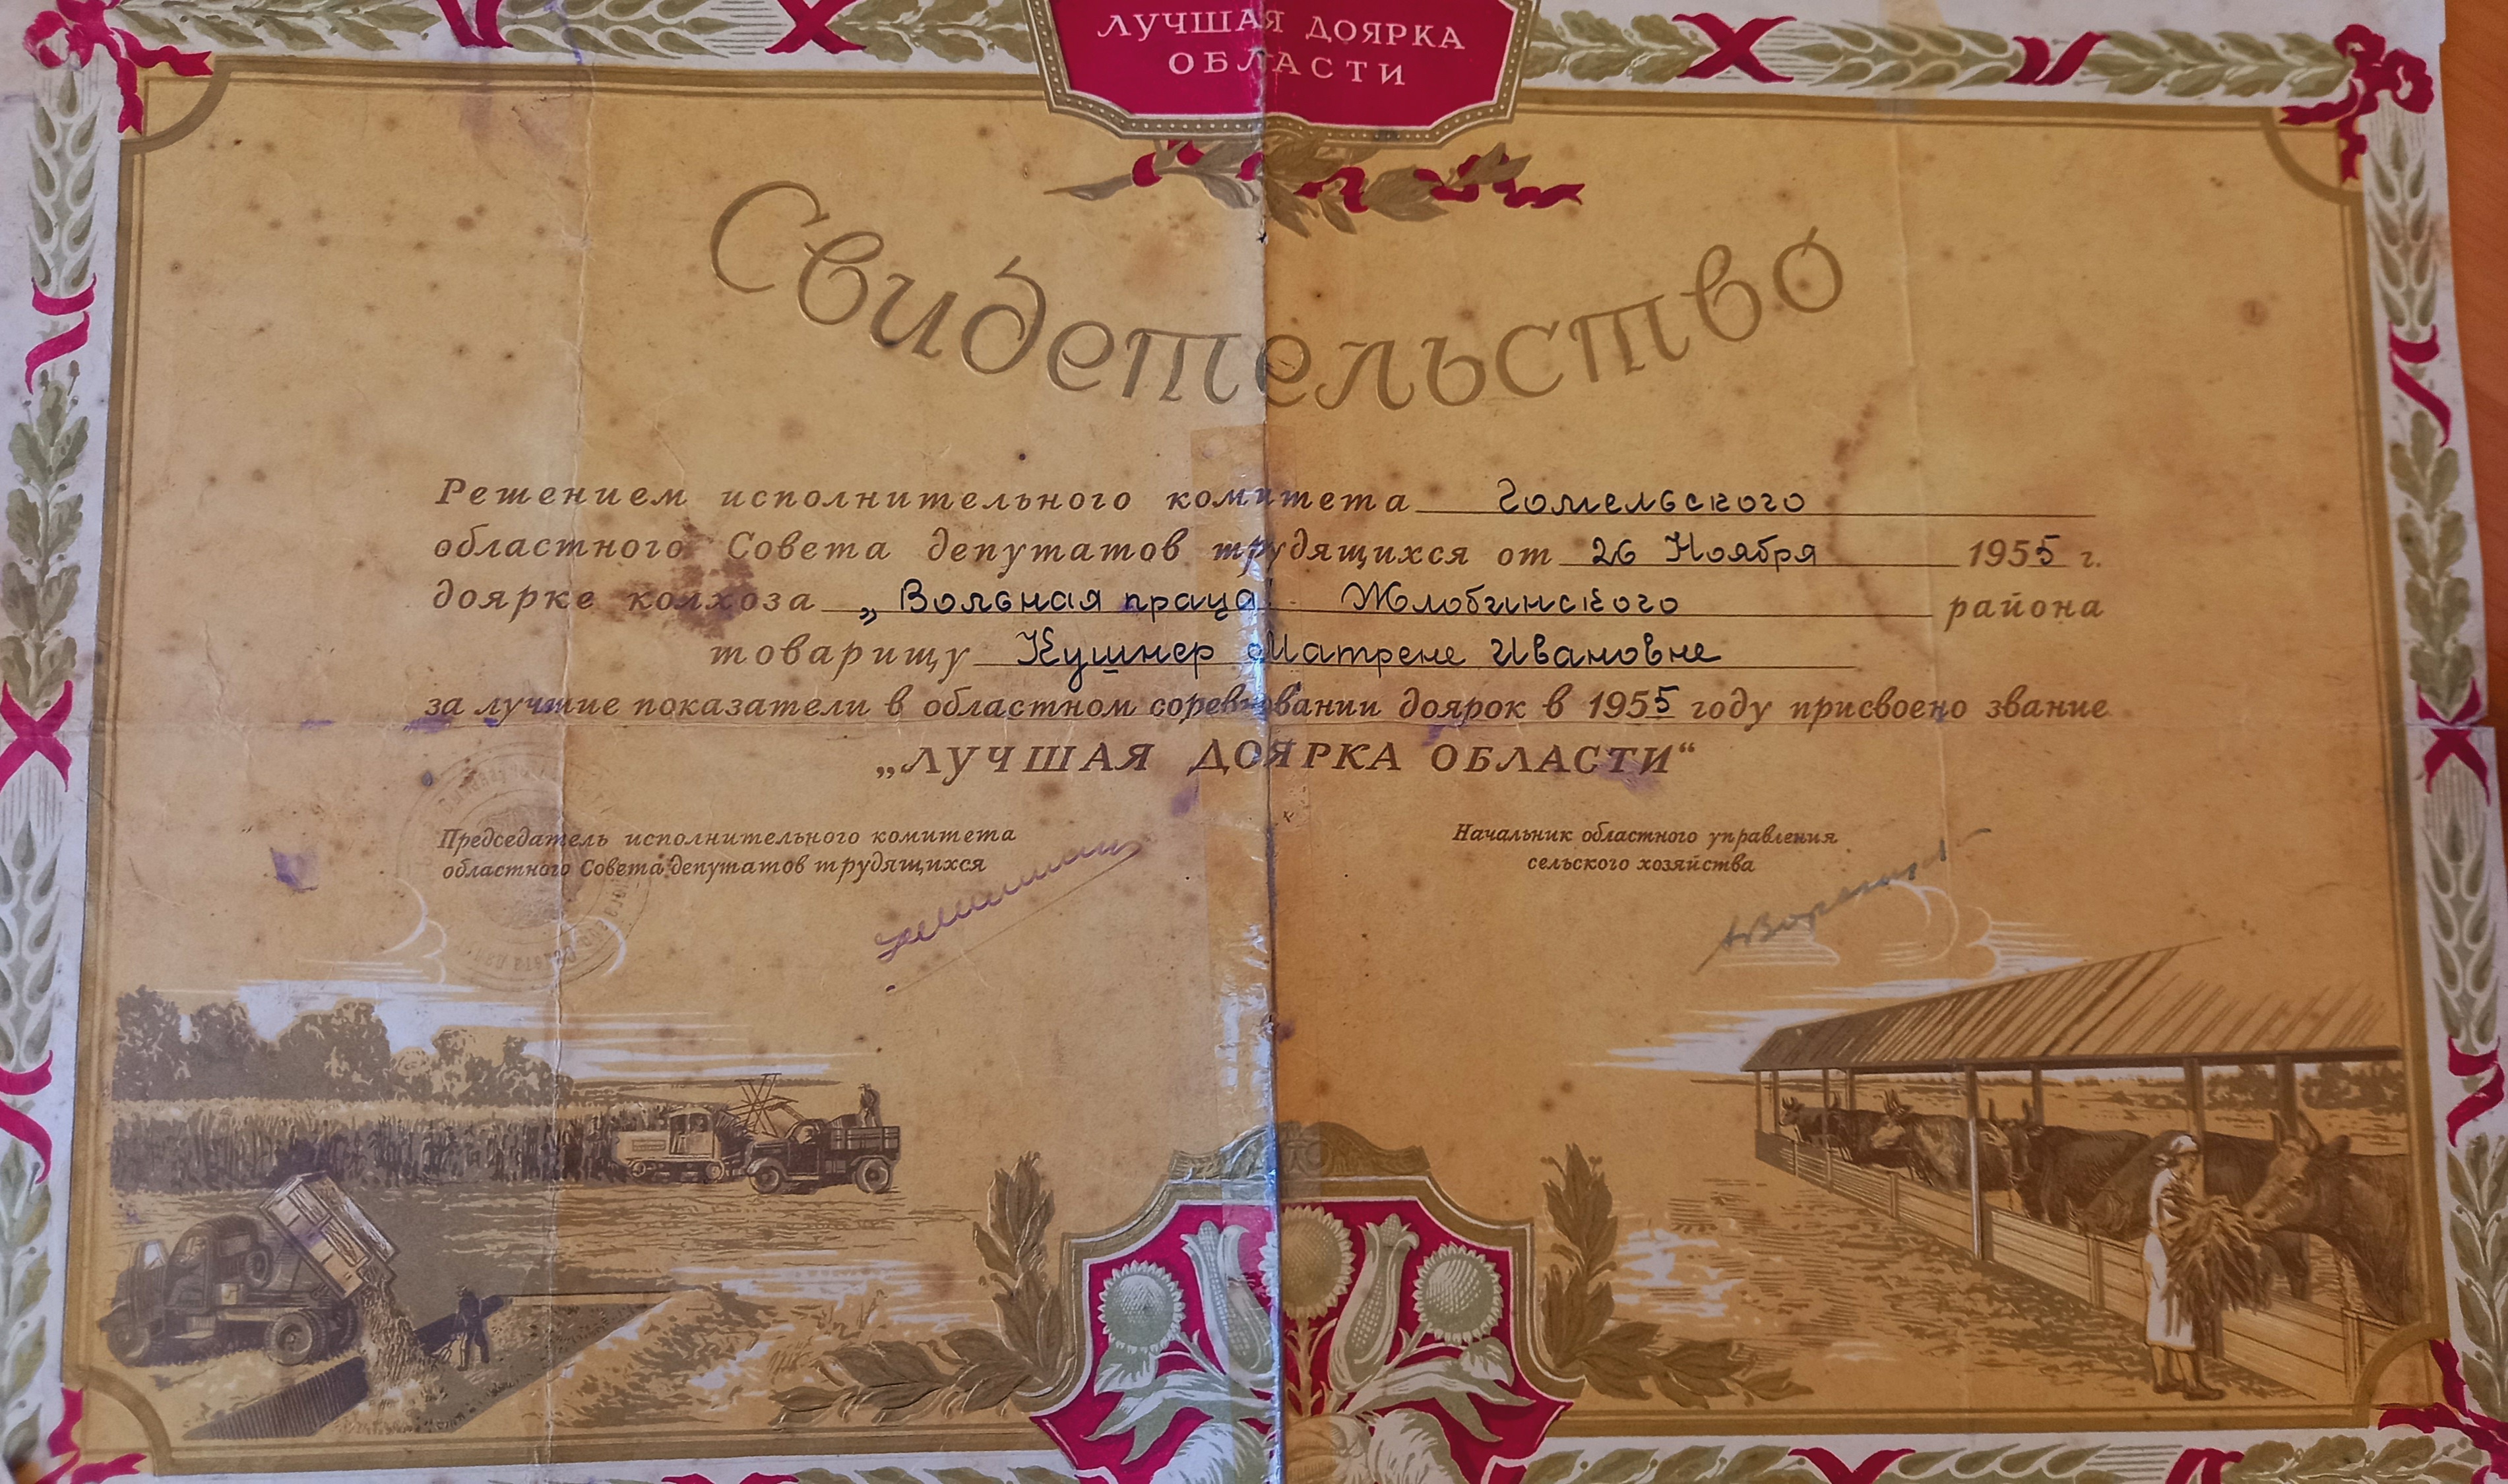 ЛУЧШАЯ ДОЯРКА
ОБЛАСТИ
Свидетельство
Решением исполнительного комитета Гомельского
областного Совета депутатов трудящихся от 26 Ноября 1955 г.
доярке колхоза „Вольная праца" Жлобинского района
товарищу Кушнер Матрене Ивановне
за лучшие показатели в областном соревновании доярок в 1955 году присвоено звание
„ЛУЧШАЯ ДОЯРКА ОБЛАСТИ“
Председатель исполнительного комитета
областного Совета депутатов трудящихся
Начальник областного управления
сельского хозяйства